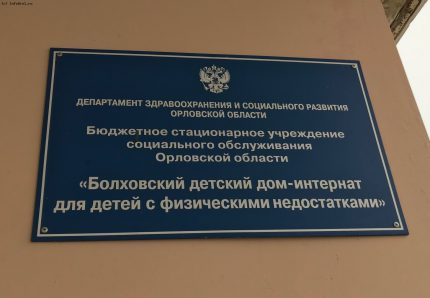 ДЕПАРТАМЕНТ ЗДРАВООХРАНЕНИЯ И СОЦИАЛЬНОГО РАЗВИТИЯ
ОРЛОВСКОЙ ОБЛАСТИ
Бюджетное стационарное учреждение
социального обслуживания
Орловской области
«Болховский детский дом-интернат
для детей с физическими недостатками»